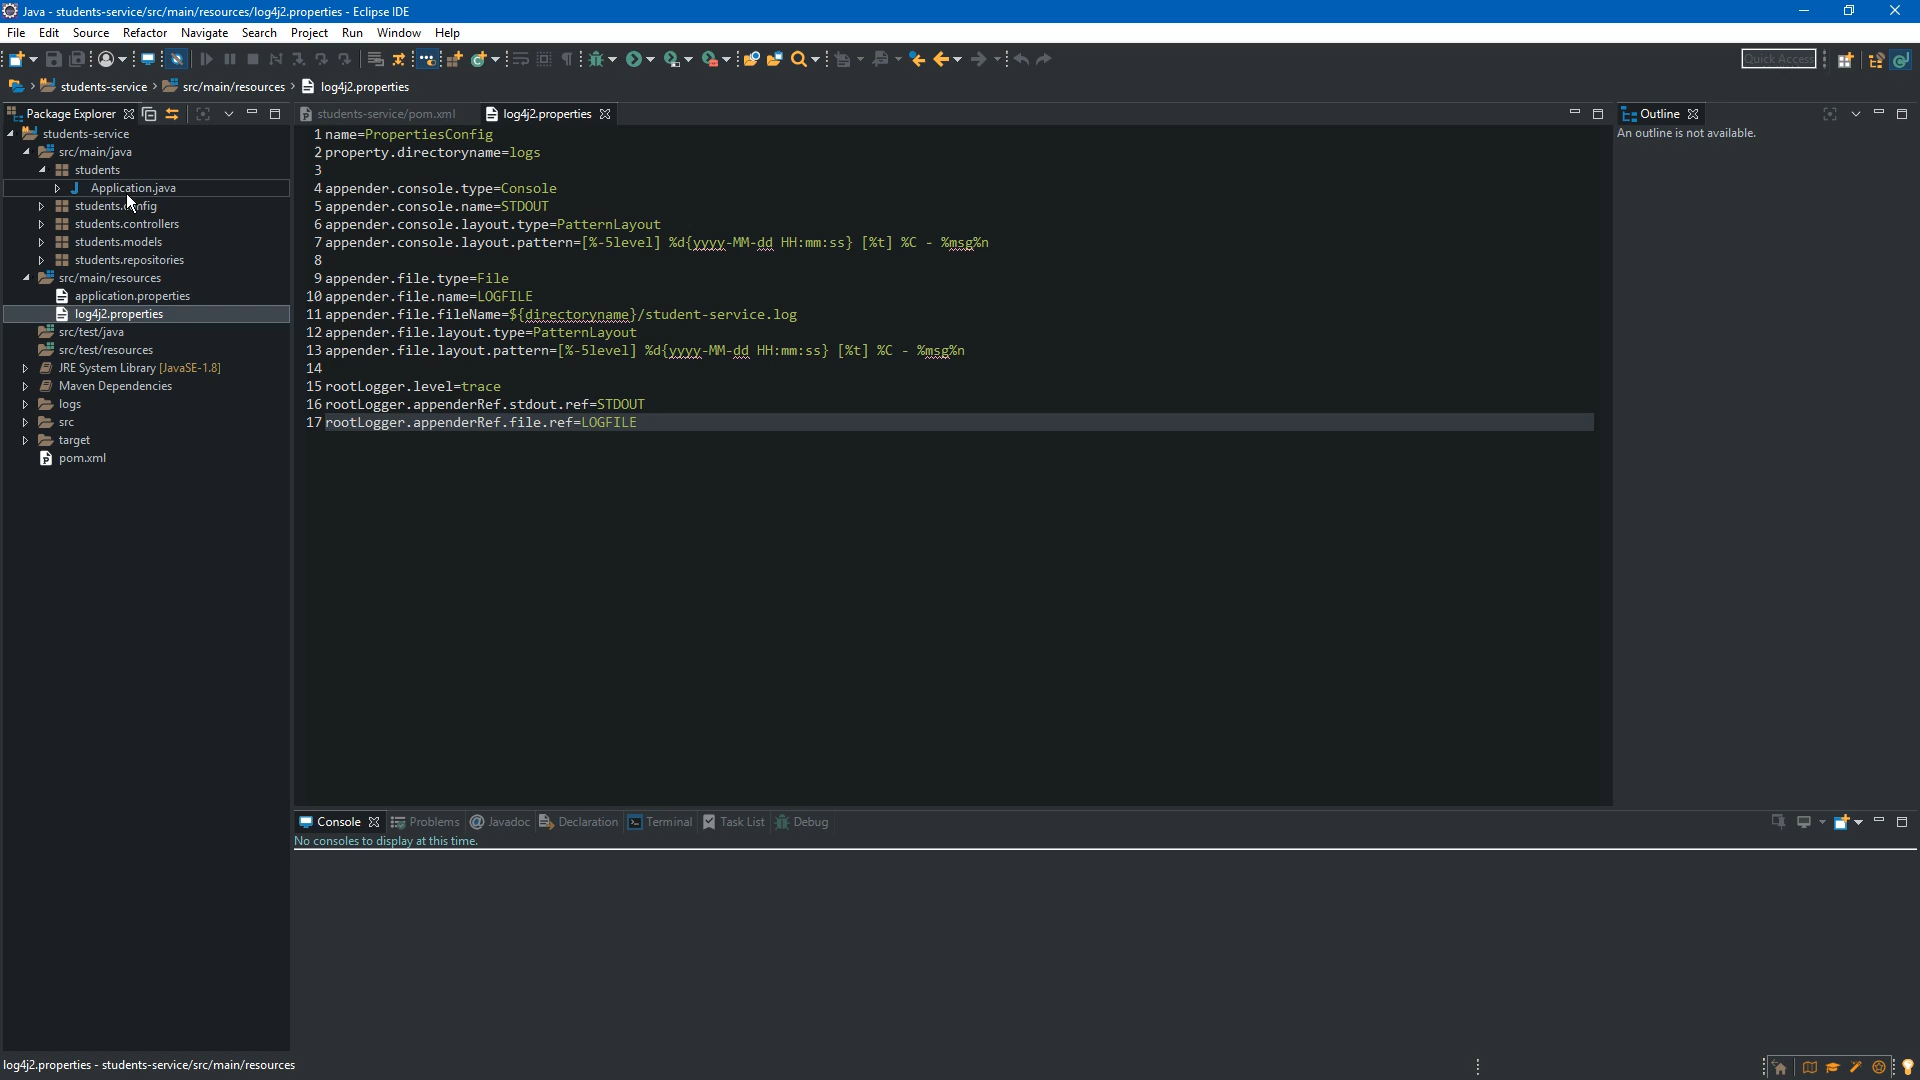 Java - students-service/src/main/resources/log4j2.properties - Eclipse IDE
File Edit Source Refactor Navigate Search Project Run Window Help
Quick Access
students-service src/main/resources log4j2.properties
Package Explorer
students-service
src/main/java
students
Application.java
students.config
students.controllers
students.models
students.repositories
src/main/resources
application.properties
log4j2.properties
src/test/java
src/test/resources
JRE System Library [JavaSE-1.8]
Maven Dependencies
logs
src
target
pom.xml
students-service/pom.xml log4j2.properties
1 name=PropertiesConfig
2 property.directoryname=logs
3
4 appender.console.type=Console
5 appender.console.name=STDOUT
6 appender.console.layout.type=PatternLayout
7 appender.console.layout.pattern=[%-5level] %d{yyyy-MM-dd HH:mm:ss} [%t] %C - %msg%n
8
9 appender.file.type=File
10 appender.file.name=LOGFILE
11 appender.file.fileName=${directoryname}/student-service.log
12 appender.file.layout.type=PatternLayout
13 appender.file.layout.pattern=[%-5level] %d{yyyy-MM-dd HH:mm:ss} [%t] %C - %msg%n
14
15 rootLogger.level=trace
16 rootLogger.appenderRef.stdout.ref=STDOUT
17 rootLogger.appenderRef.file.ref=LOGFILE
Outline
An outline is not available.
Console Problems Javadoc Declaration Terminal Task List Debug
No consoles to display at this time.
log4j2.properties - students-service/src/main/resources